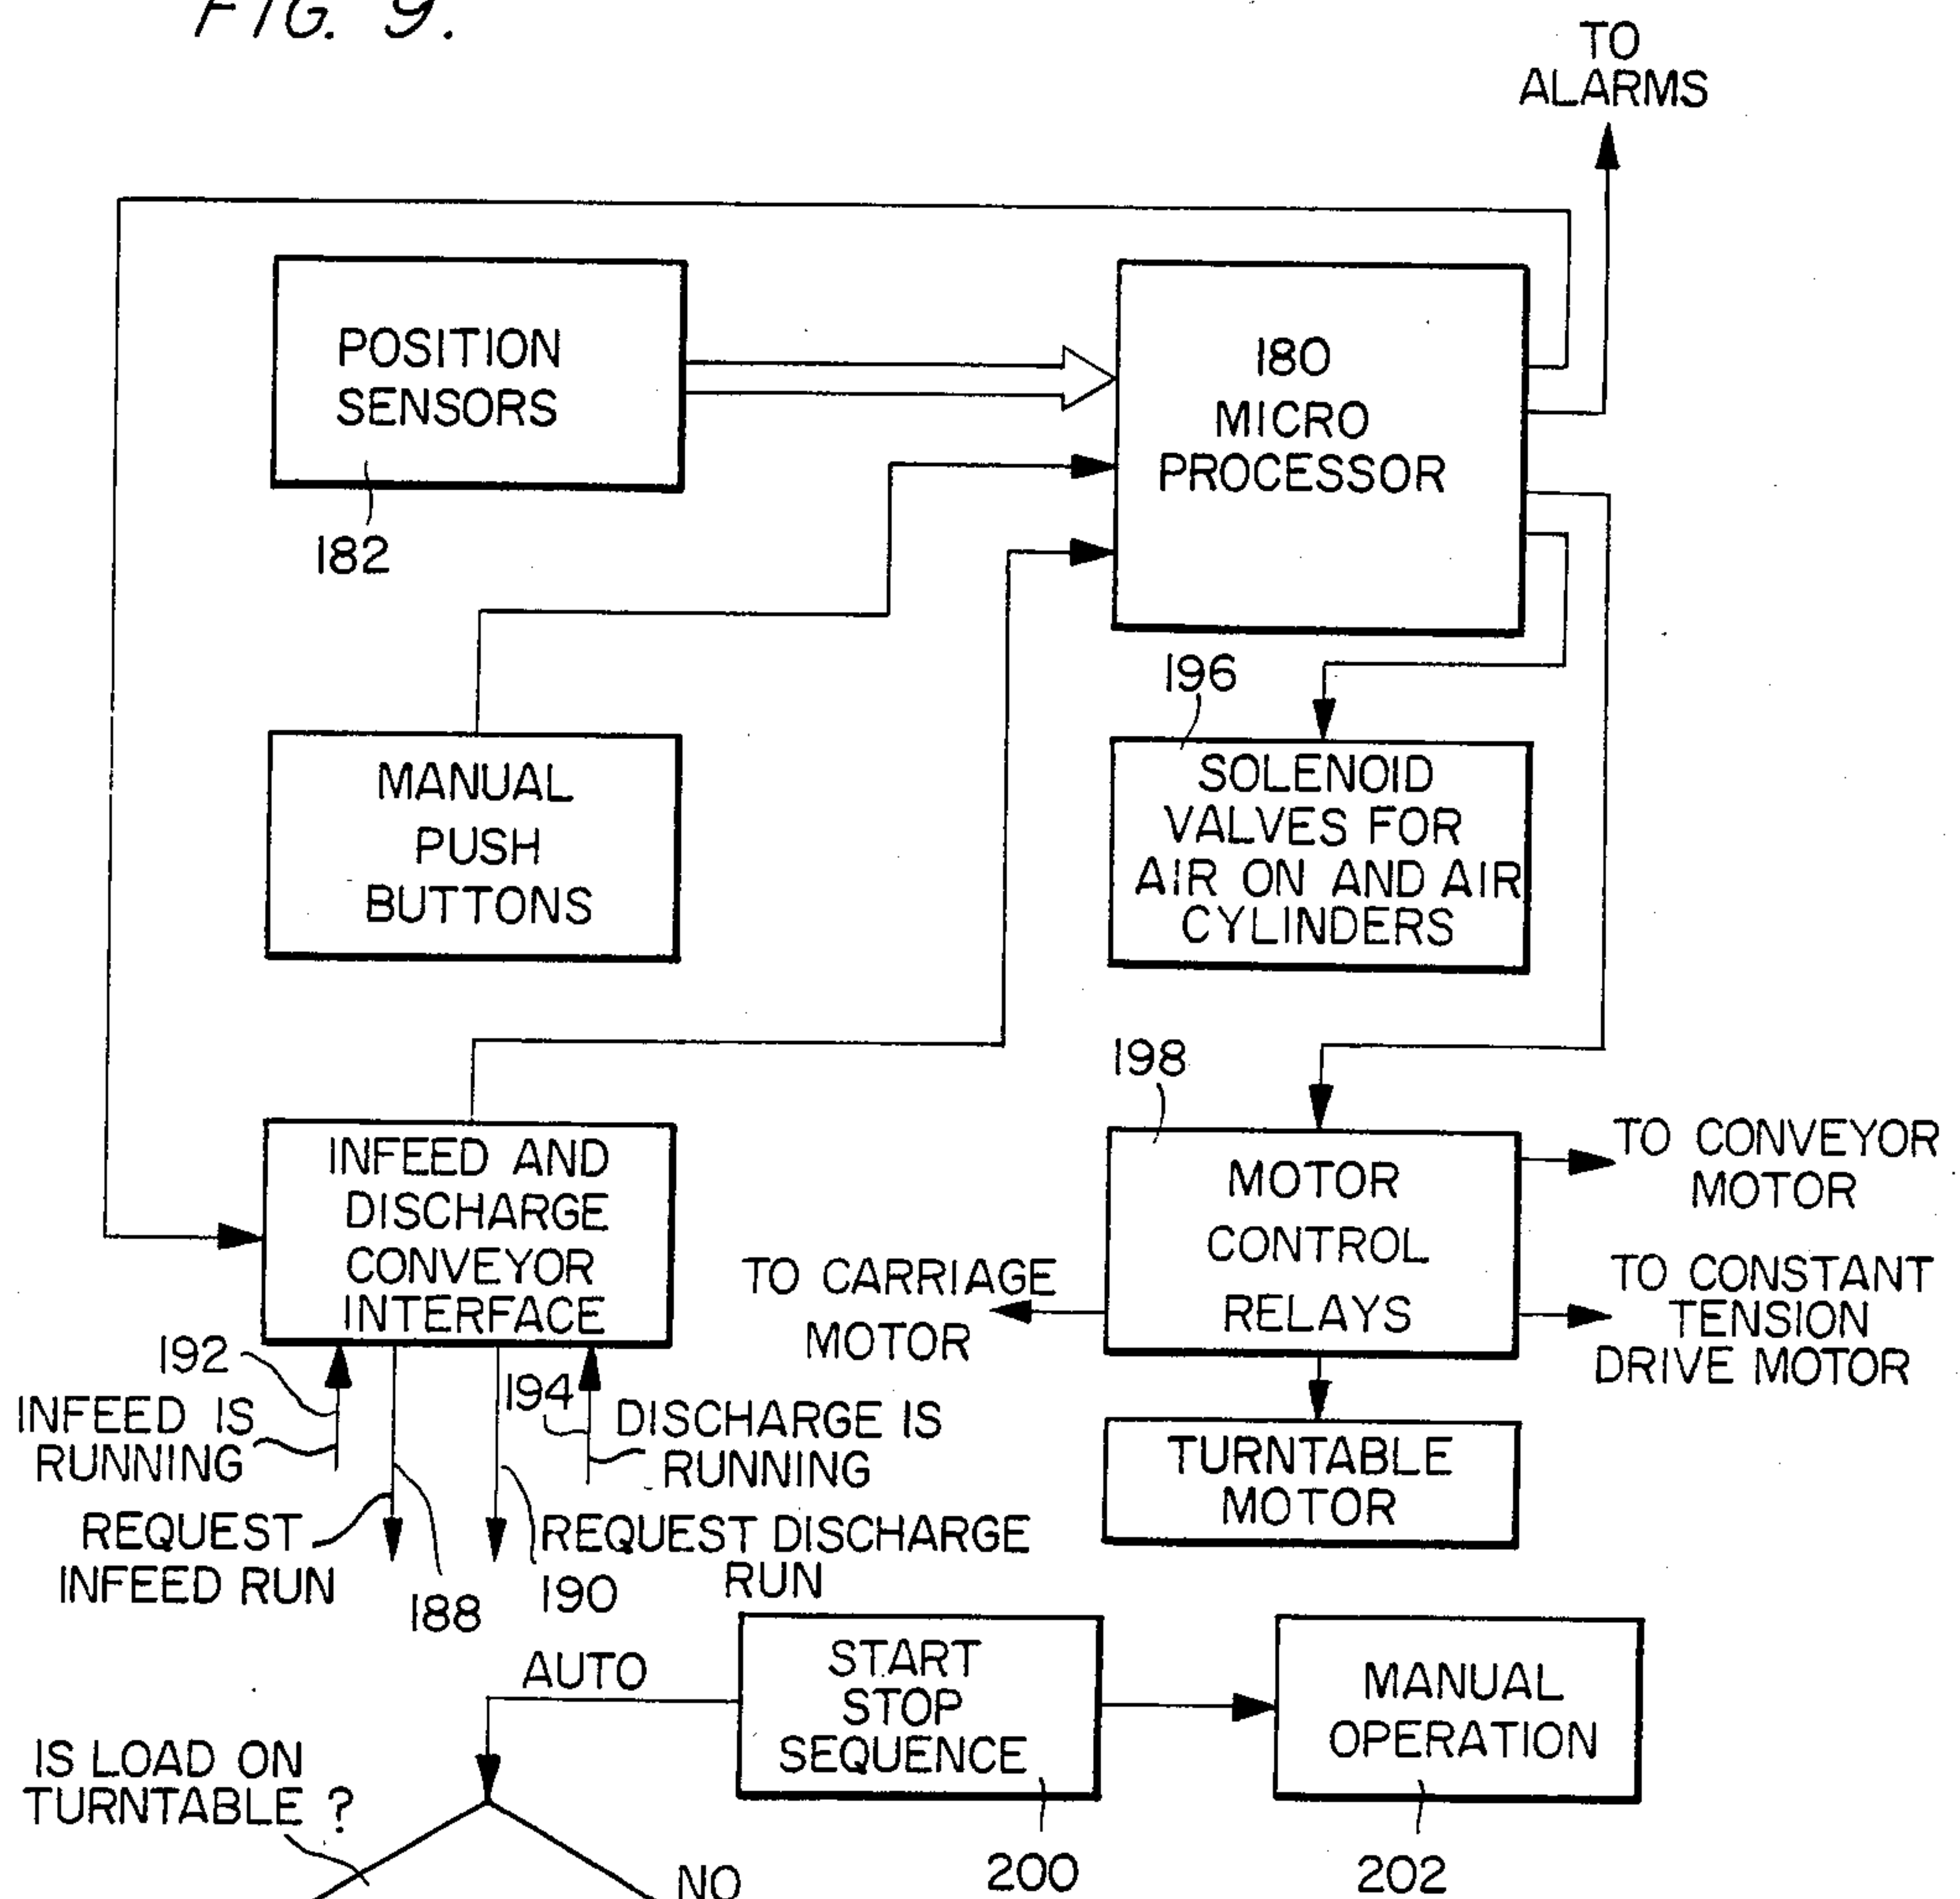 FIG. 9.
TO
ALARMS
POSITION
SENSORS
182
180
MICRO
PROCESSOR
196
MANUAL
PUSH
BUTTONS
SOLENOID
VALVES FOR
AIR ON AND AIR
CYLINDERS
198
INFEED AND
DISCHARGE
CONVEYOR
INTERFACE
MOTOR
CONTROL
RELAYS
TO CONVEYOR
MOTOR
TO CARRIAGE
MOTOR
TO CONSTANT
TENSION
DRIVE MOTOR
192
INFEED IS
RUNNING
194
DISCHARGE IS
RUNNING
TURNTABLE
MOTOR
REQUEST
INFEED RUN
188
REQUEST DISCHARGE
RUN
190
AUTO
START
STOP
SEQUENCE
200
MANUAL
OPERATION
202
IS LOAD ON
TURNTABLE ?
NO